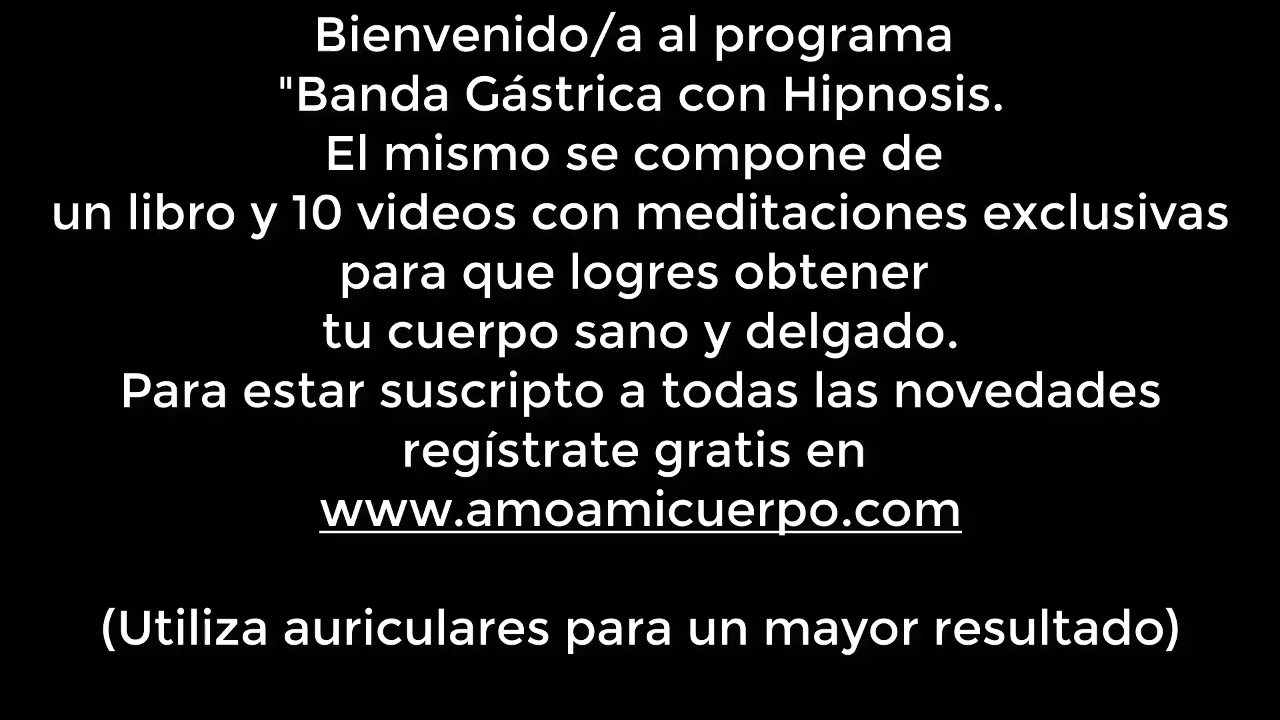 Bienvenido/a al programa
"Banda Gástrica con Hipnosis.
El mismo se compone de
un libro y 10 videos con meditaciones exclusivas
para que logres obtener
tu cuerpo sano y delgado.
Para estar suscripto a todas las novedades
regístrate gratis en
www.amoamicuerpo.com
(Utiliza auriculares para un mayor resultado)